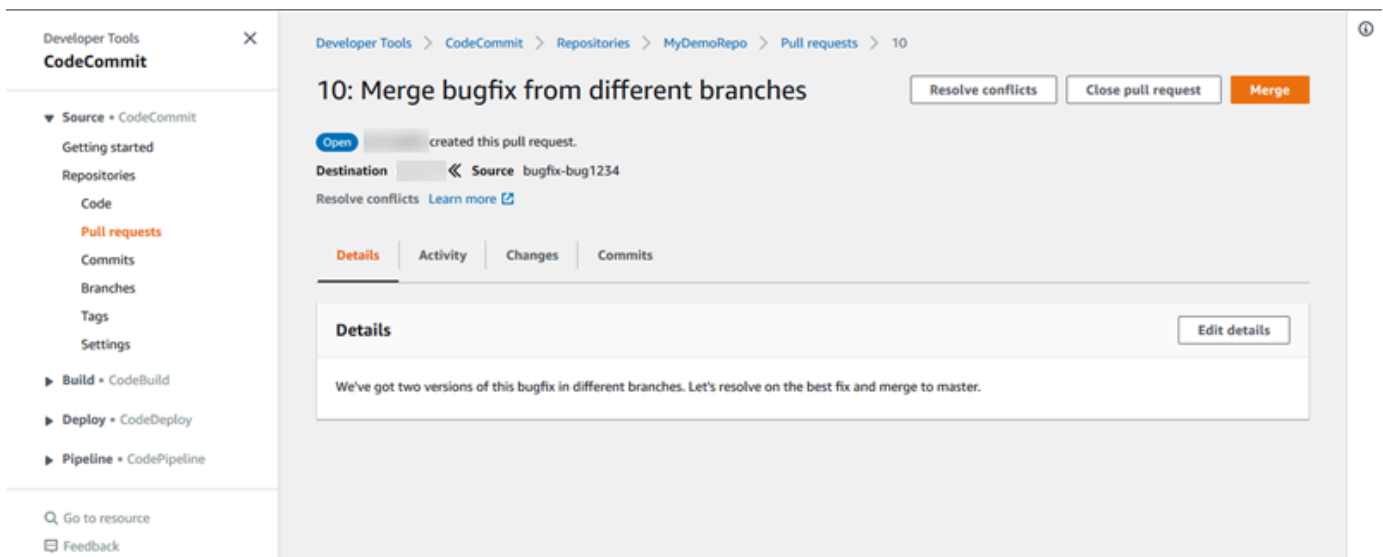 Developer Tools
CodeCommit
Source • CodeCommit
Getting started
Repositories
Code
Pull requests
Commits
Branches
Tags
Settings
Build • CodeBuild
Deploy • CodeDeploy
Pipeline • CodePipeline
Go to resource
Feedback
Developer Tools > CodeCommit > Repositories > MyDemoRepo > Pull requests > 10
10: Merge bugfix from different branches
Resolve conflicts
Close pull request
Merge
Open created this pull request.
Destination « Source bugfix-bug1234
Resolve conflicts Learn more
Details Activity Changes Commits
Details
Edit details
We've got two versions of this bugfix in different branches. Let's resolve on the best fix and merge to master.